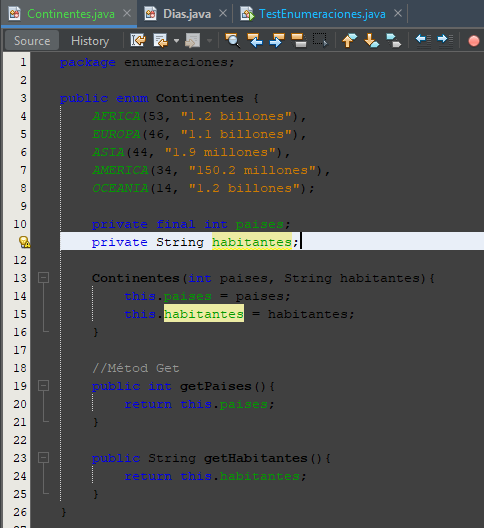 Continentes.java Dias.java TestEnumeraciones.java
Source History
1 package enumeraciones;
2
3 public enum Continentes {
4 AFRICA(53, "1.2 billones"),
5 EUROPA(46, "1.1 billones"),
6 ASIA(44, "1.9 millones"),
7 AMERICA(34, "150.2 millones"),
8 OCEANIA(14, "1.2 billones");
9
10 private final int paises;
private String habitantes;
12
13 Continentes(int paises, String habitantes){
14 this.paises = paises;
15 this.habitantes = habitantes;
16 }
17
18 //Métod Get
19 public int getPaises(){
20 return this.paises;
21 }
22
23 public String getHabitantes(){
24 return this.habitantes;
25 }
26 }
27